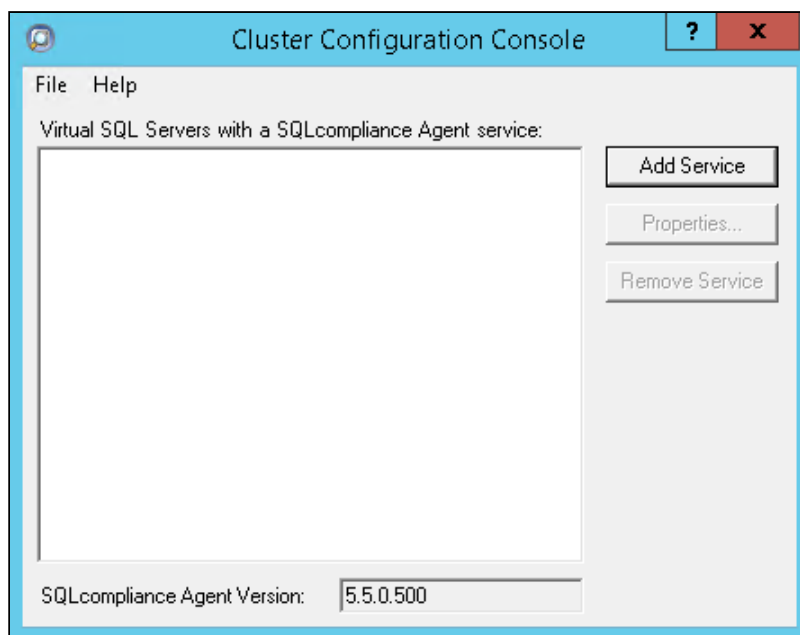 Cluster Configuration Console
? x
File Help
Virtual SQL Servers with a SQLcompliance Agent service:
Add Service
Properties...
Remove Service
SQLcompliance Agent Version: 5.5.0.500